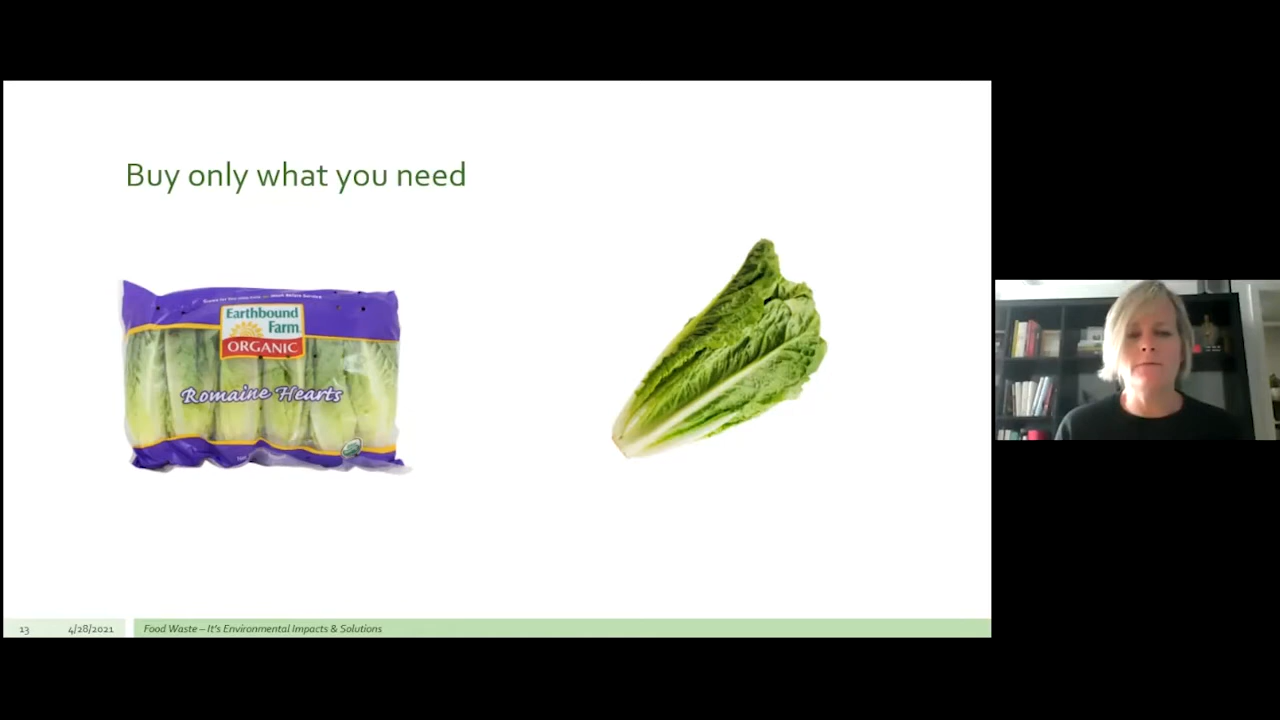 Buy only what you need
Earthbound
Farm
ORGANIC
Romaine Hearts
13
4/28/2021
Food Waste – It's Environmental Impacts & Solutions